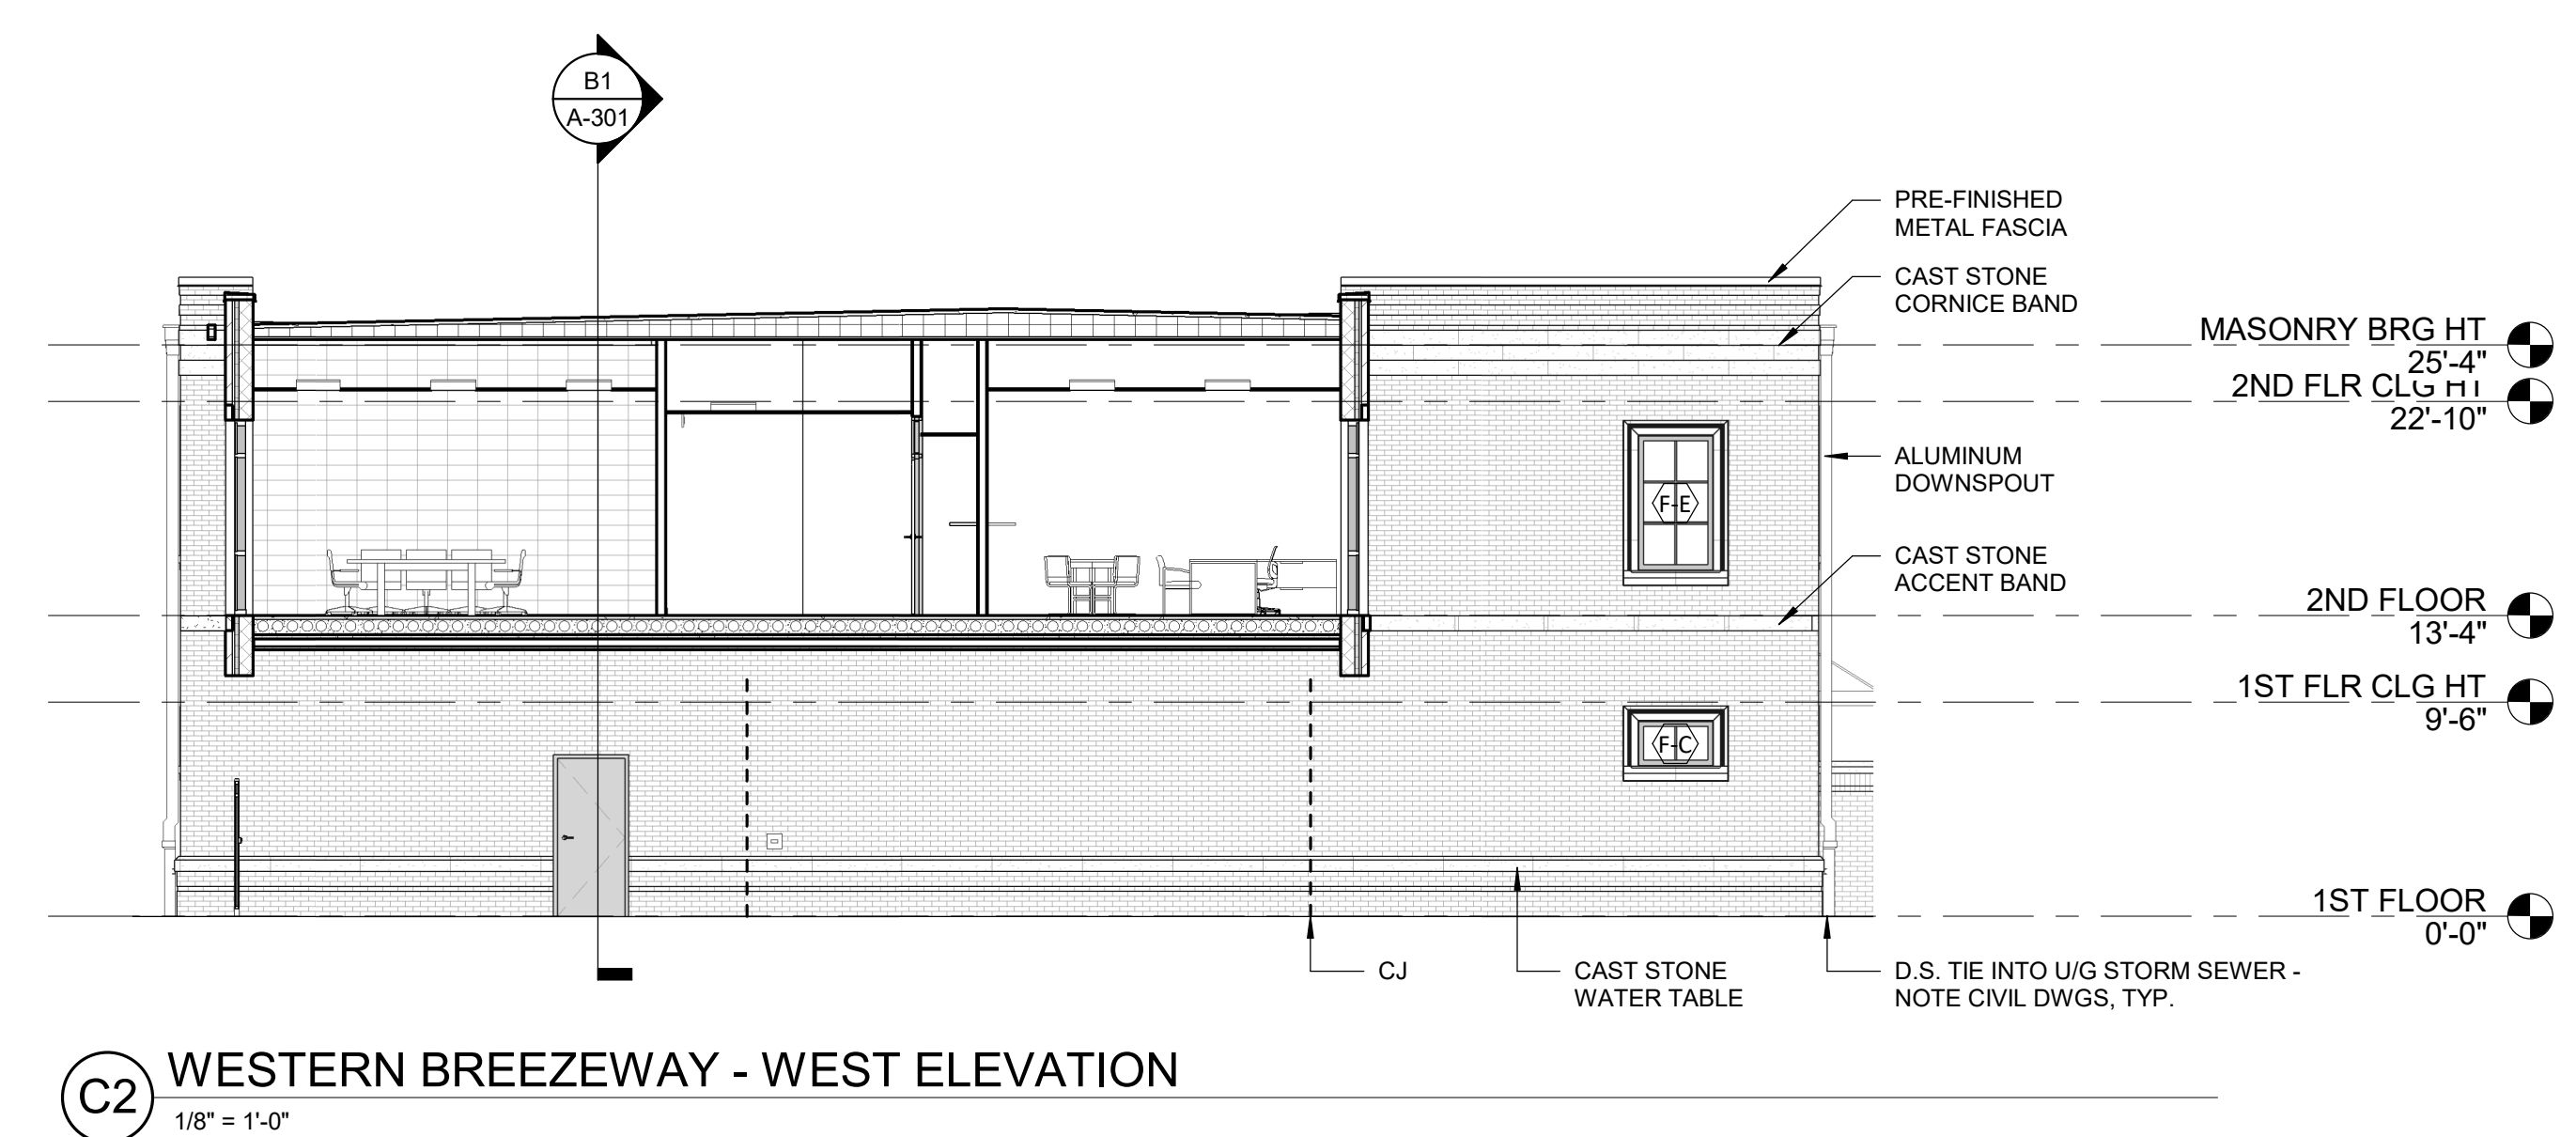 B1
A-301
PRE-FINISHED
METAL FASCIA
CAST STONE
CORNICE BAND
MASONRY BRG HT
25'-4"
2ND FLR CLG HT
22'-10"
ALUMINUM
DOWNSPOUT
F-E
CAST STONE
ACCENT BAND
2ND FLOOR
13'-4"
1ST FLR CLG HT
9'-6"
F-C
1ST FLOOR
0'-0"
CJ
CAST STONE
WATER TABLE
D.S. TIE INTO U/G STORM SEWER -
NOTE CIVIL DWGS, TYP.
C2
WESTERN BREEZEWAY - WEST ELEVATION
1/8" = 1'-0"